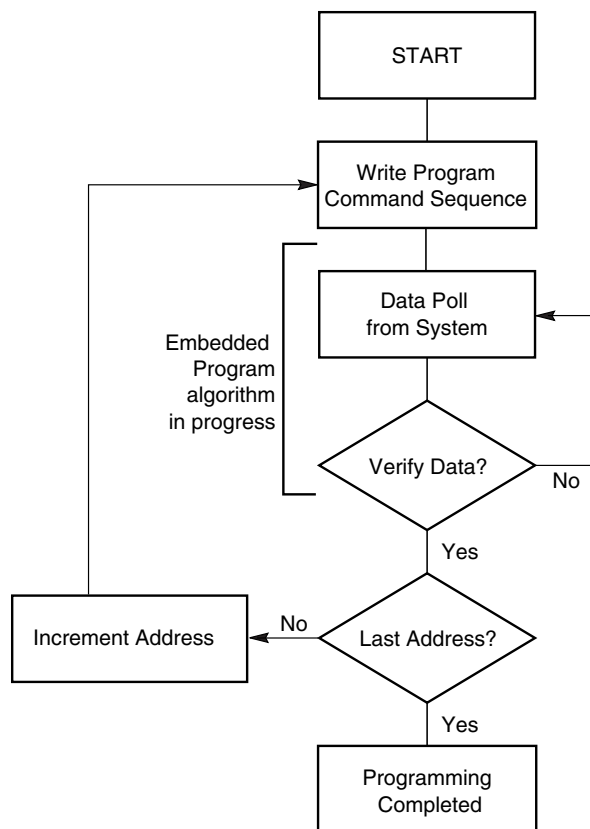 START
Write Program
Command Sequence
Data Poll
from System
Embedded
Program
algorithm
in progress
Verify Data?
No
Yes
Increment Address
No
Last Address?
Yes
Programming
Completed